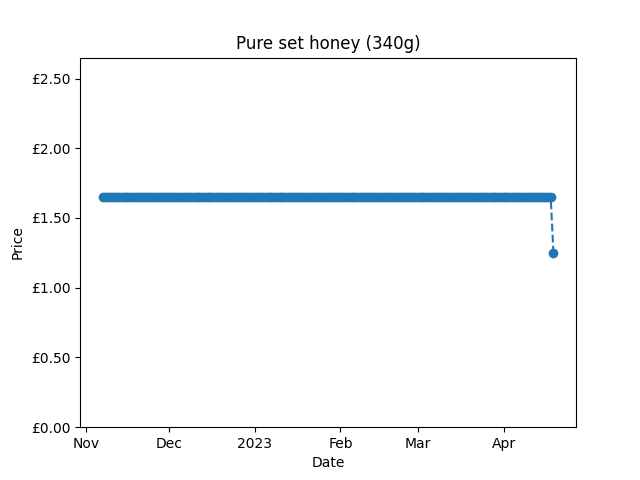 Pure set honey (340g)
£2.50
£2.00
£1.50
£1.00
£0.50
£0.00
Price
Nov Dec 2023 Feb Mar Apr
Date